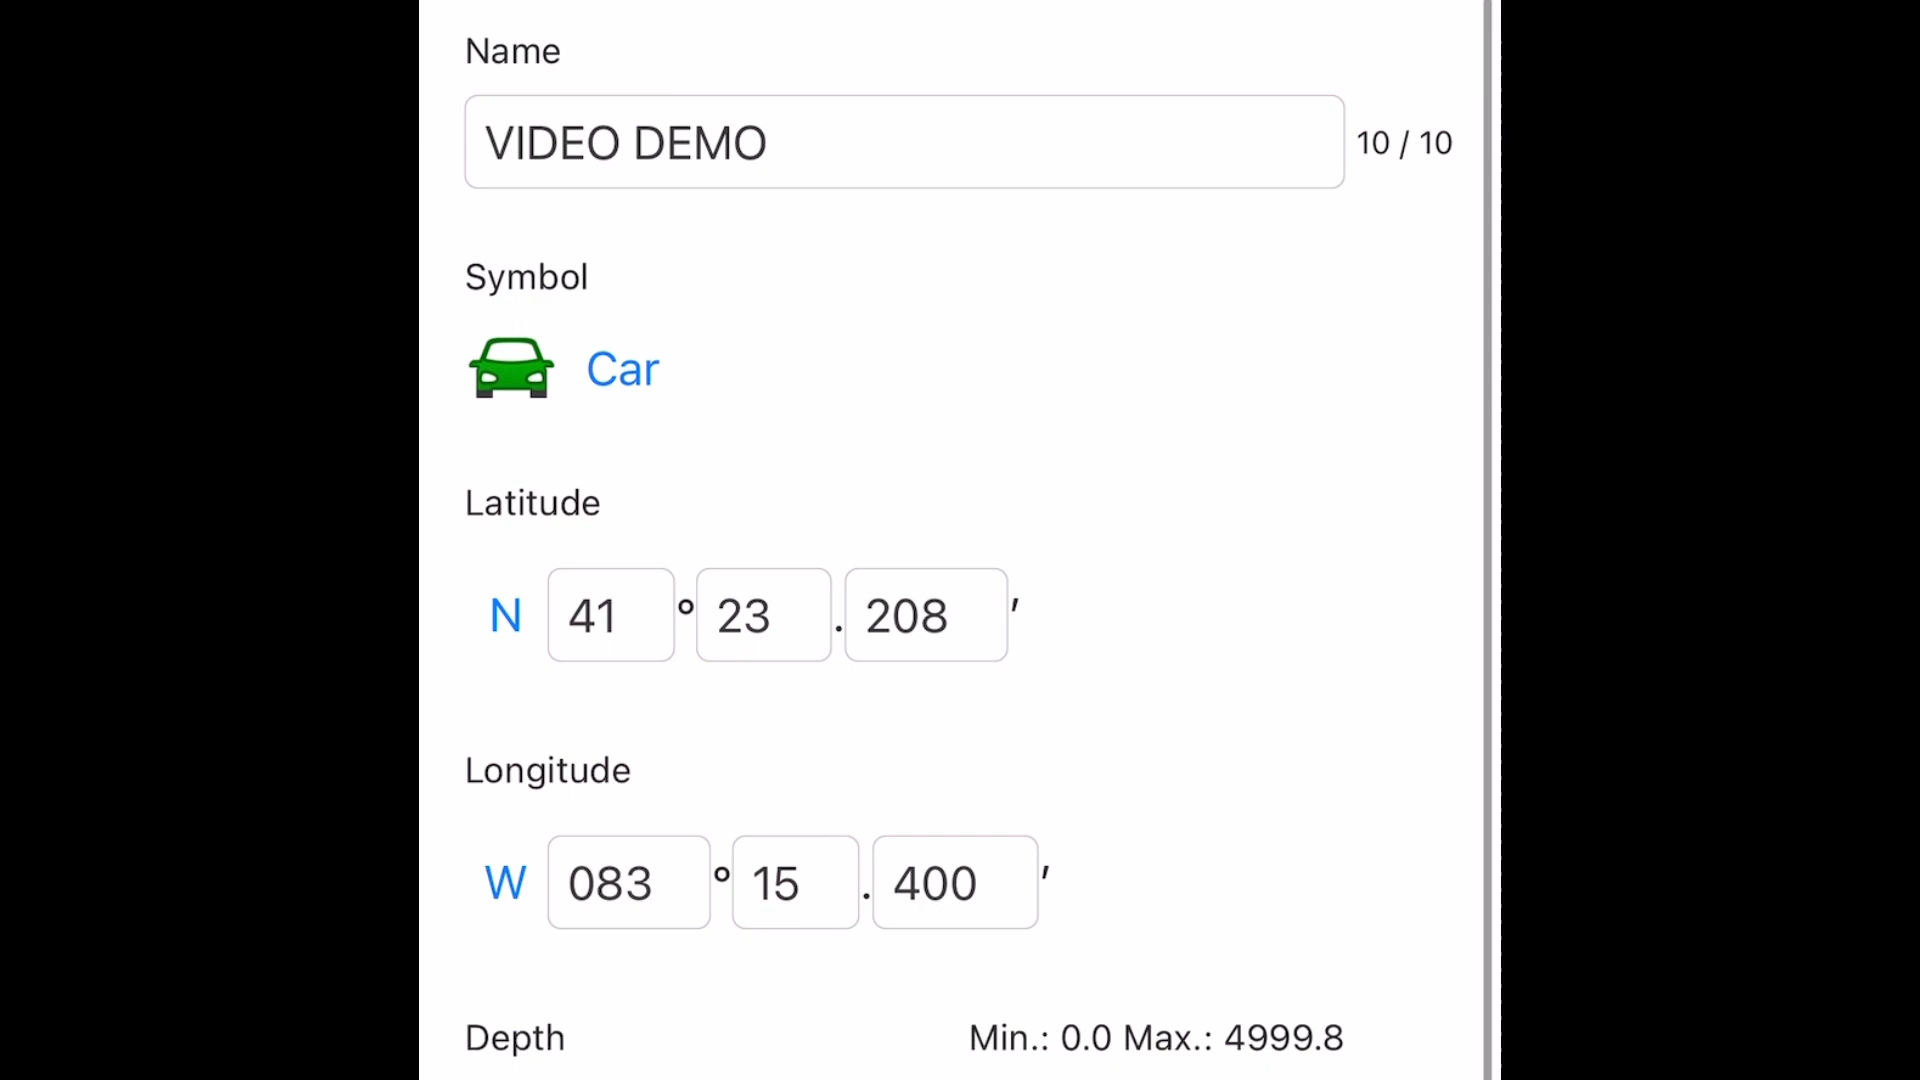 Name
VIDEO DEMO 10 / 10
Symbol
Car
Latitude
N 41 ° 23 . 208 ′
Longitude
W 083 ° 15 . 400 ′
Depth Min.: 0.0 Max.: 4999.8